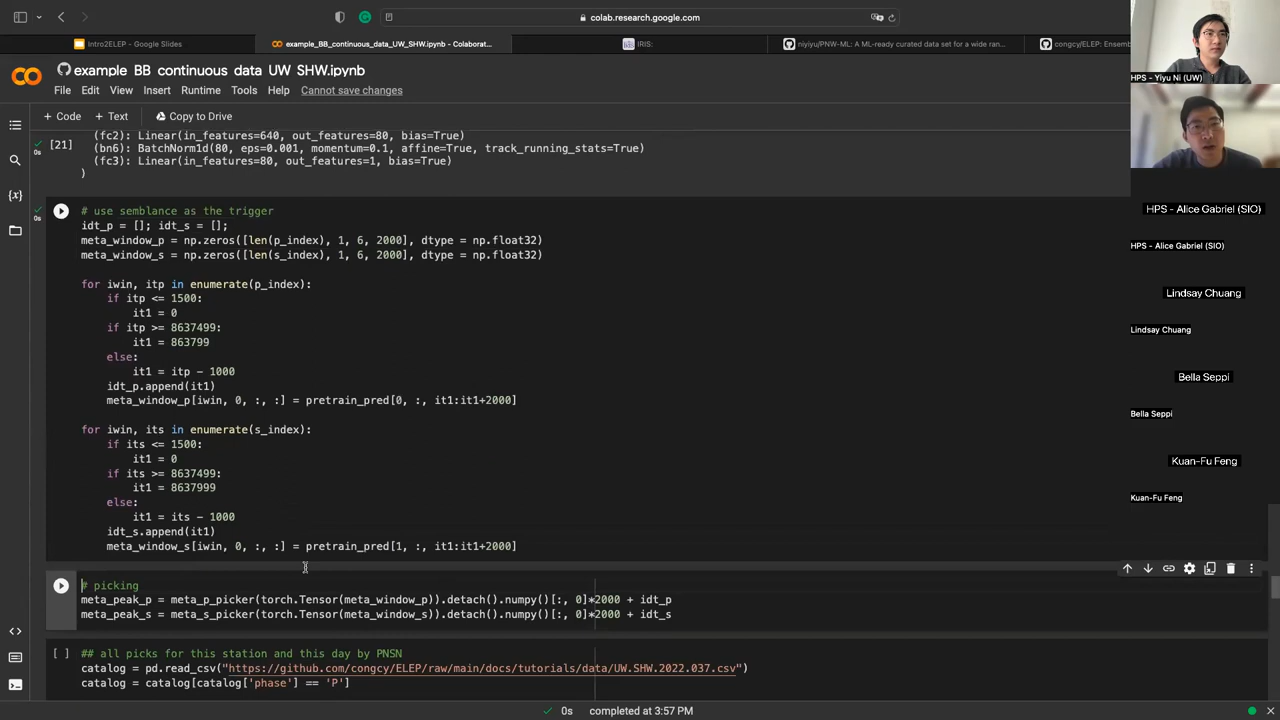 colab.research.google.com
Intro2ELEP - Google Slides
example_BB_continuous_data_UW_SHW.ipynb - Colaborat...
IRIS:
niyiyu/PNW-ML: A ML-ready curated data set for a wide ran...
congcy/ELEP: Ensemb
example_BB_continuous_data_UW_SHW.ipynb
File Edit View Insert Runtime Tools Help Cannot save changes
+ Code + Text Copy to Drive
HPS - Yiyu Ni (UW)
(fc2): Linear(in_features=640, out_features=80, bias=True)
[21]
(bn6): BatchNorm1d(80, eps=0.001, momentum=0.1, affine=True, track_running_stats=True)
0s
(fc3): Linear(in_features=80, out_features=1, bias=True)
)
# use semblance as the trigger
0s
idt_p = []; idt_s = [];
meta_window_p = np.zeros([len(p_index), 1, 6, 2000], dtype = np.float32)
meta_window_s = np.zeros([len(s_index), 1, 6, 2000], dtype = np.float32)
for iwin, itp in enumerate(p_index):
if itp <= 1500:
it1 = 0
if itp >= 8637499:
it1 = 863799
else:
it1 = itp - 1000
idt_p.append(it1)
meta_window_p[iwin, 0, :, :] = pretrain_pred[0, :, it1:it1+2000]
for iwin, its in enumerate(s_index):
if its <= 1500:
it1 = 0
if its >= 8637499:
it1 = 8637999
else:
it1 = its - 1000
idt_s.append(it1)
meta_window_s[iwin, 0, :, :] = pretrain_pred[1, :, it1:it1+2000]
# picking
meta_peak_p = meta_p_picker(torch.Tensor(meta_window_p)).detach().numpy()[:, 0]*2000 + idt_p
meta_peak_s = meta_s_picker(torch.Tensor(meta_window_s)).detach().numpy()[:, 0]*2000 + idt_s
[ ]
## all picks for this station and this day by PNSN
catalog = pd.read_csv("https://github.com/congcy/ELEP/raw/main/docs/tutorials/data/UW.SHW.2022.037.csv")
catalog = catalog[catalog['phase'] == 'P']
HPS - Alice Gabriel (SIO)
HPS - Alice Gabriel (SIO)
Lindsay Chuang
Lindsay Chuang
Bella Seppi
Bella Seppi
Kuan-Fu Feng
Kuan-Fu Feng
0s completed at 3:57 PM